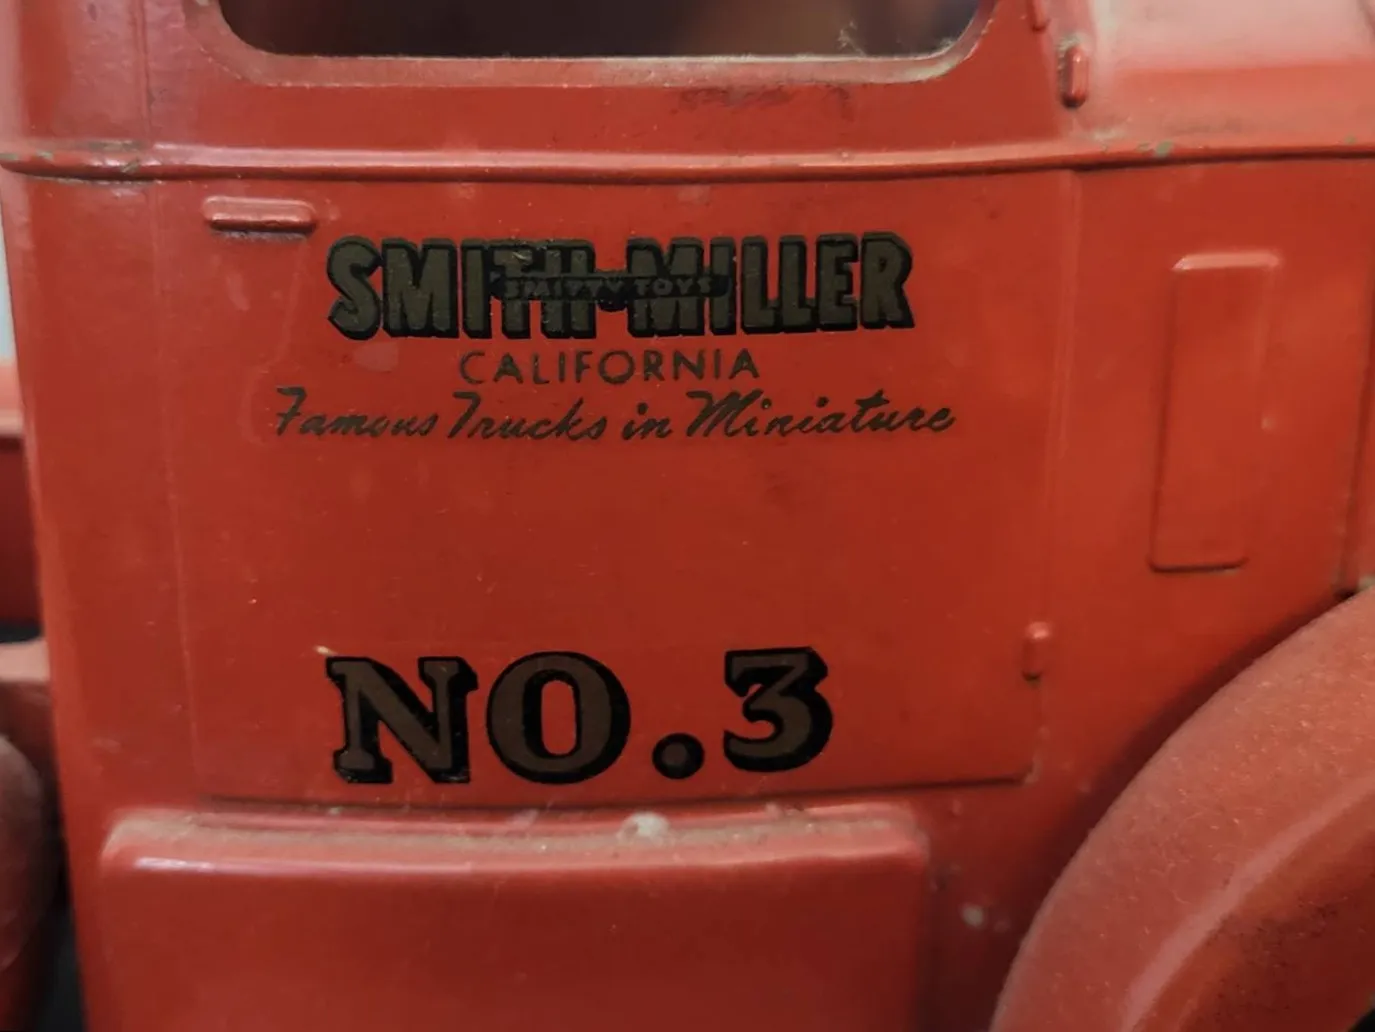 SMITH-MILLER
SMITTY TOYS
CALIFORNIA
Famous Trucks in Miniature
NO.3